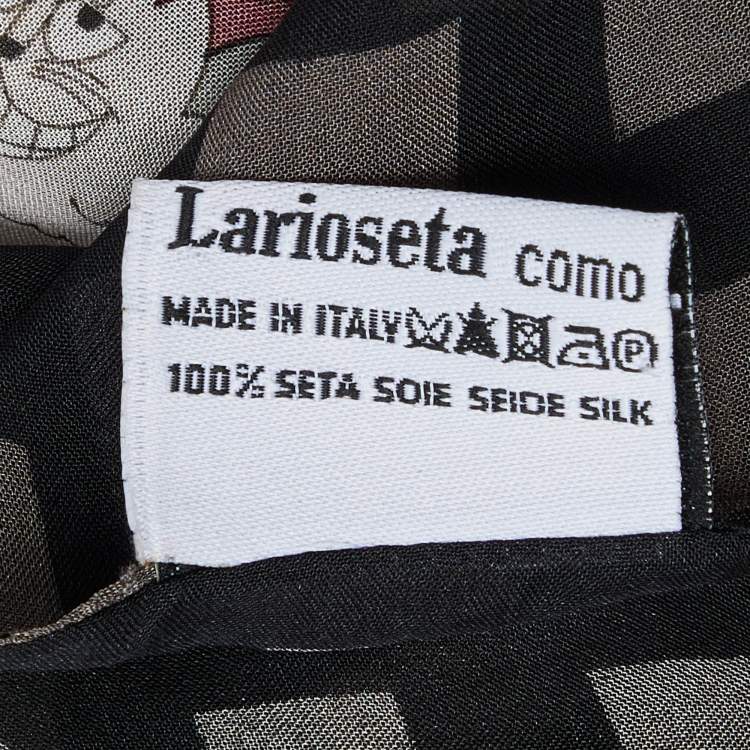 Larioseta como
MADE IN ITALY P
100% SETA SOIE SEIDE SILK